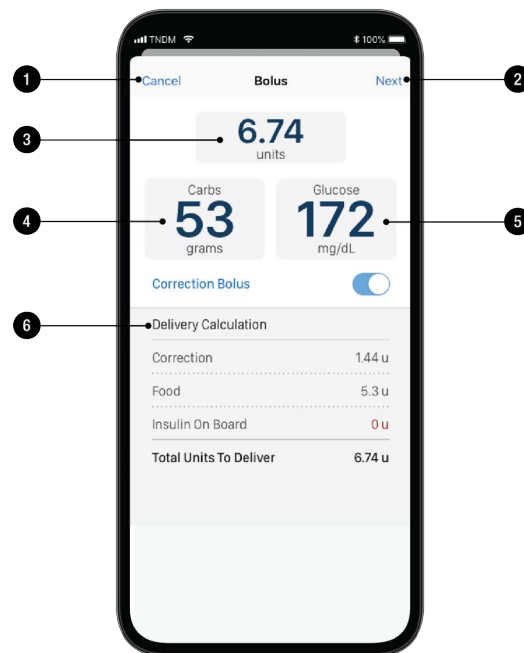 TNDM 100%
1 Cancel Bolus Next 2
3 6.74
units
Carbs Glucose
4 53 172 5
grams mg/dL
Correction Bolus
6 Delivery Calculation
Correction 1.44 u
Food 5.3 u
Insulin On Board 0 u
Total Units To Deliver 6.74 u